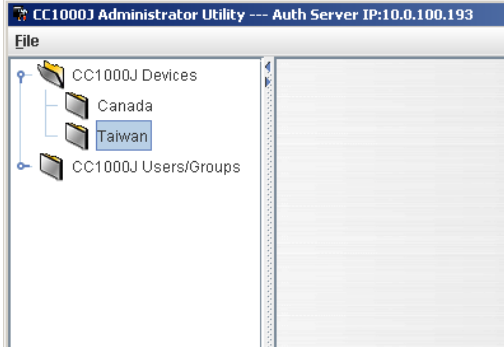 CC1000J Administrator Utility --- Auth Server IP:10.0.100.193
File
CC1000J Devices
Canada
Taiwan
CC1000J Users/Groups